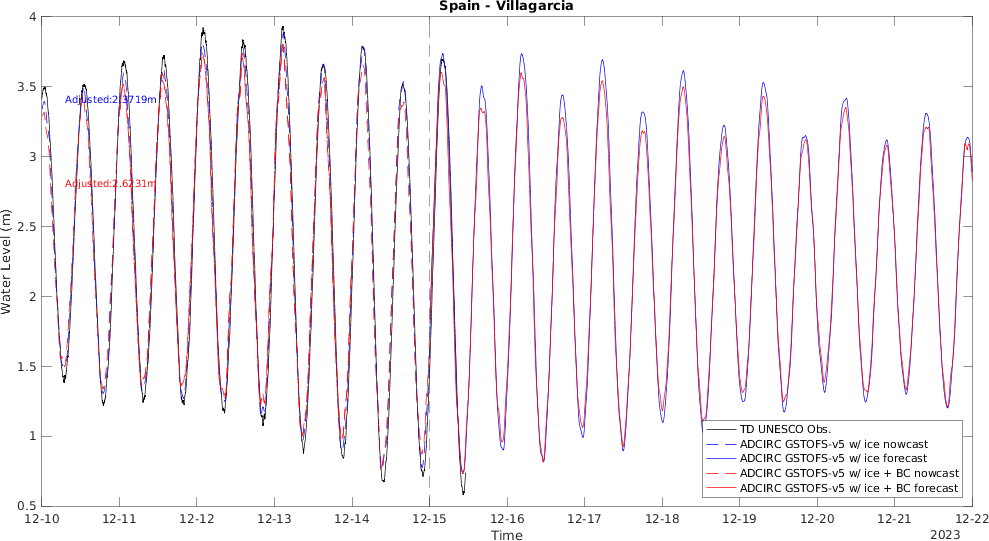 Spain - Villagarcia
4
3.5
3
2.5
2
1.5
1
0.5
Water Level (m)
Adjusted:2.3719m
Adjusted:2.6231m
TD UNESCO Obs.
ADCIRC GSTOFS-v5 w/ ice nowcast
ADCIRC GSTOFS-v5 w/ ice forecast
ADCIRC GSTOFS-v5 w/ ice + BC nowcast
ADCIRC GSTOFS-v5 w/ ice + BC forecast
12-10 12-11 12-12 12-13 12-14 12-15 12-16 12-17 12-18 12-19 12-20 12-21 12-22
Time
2023